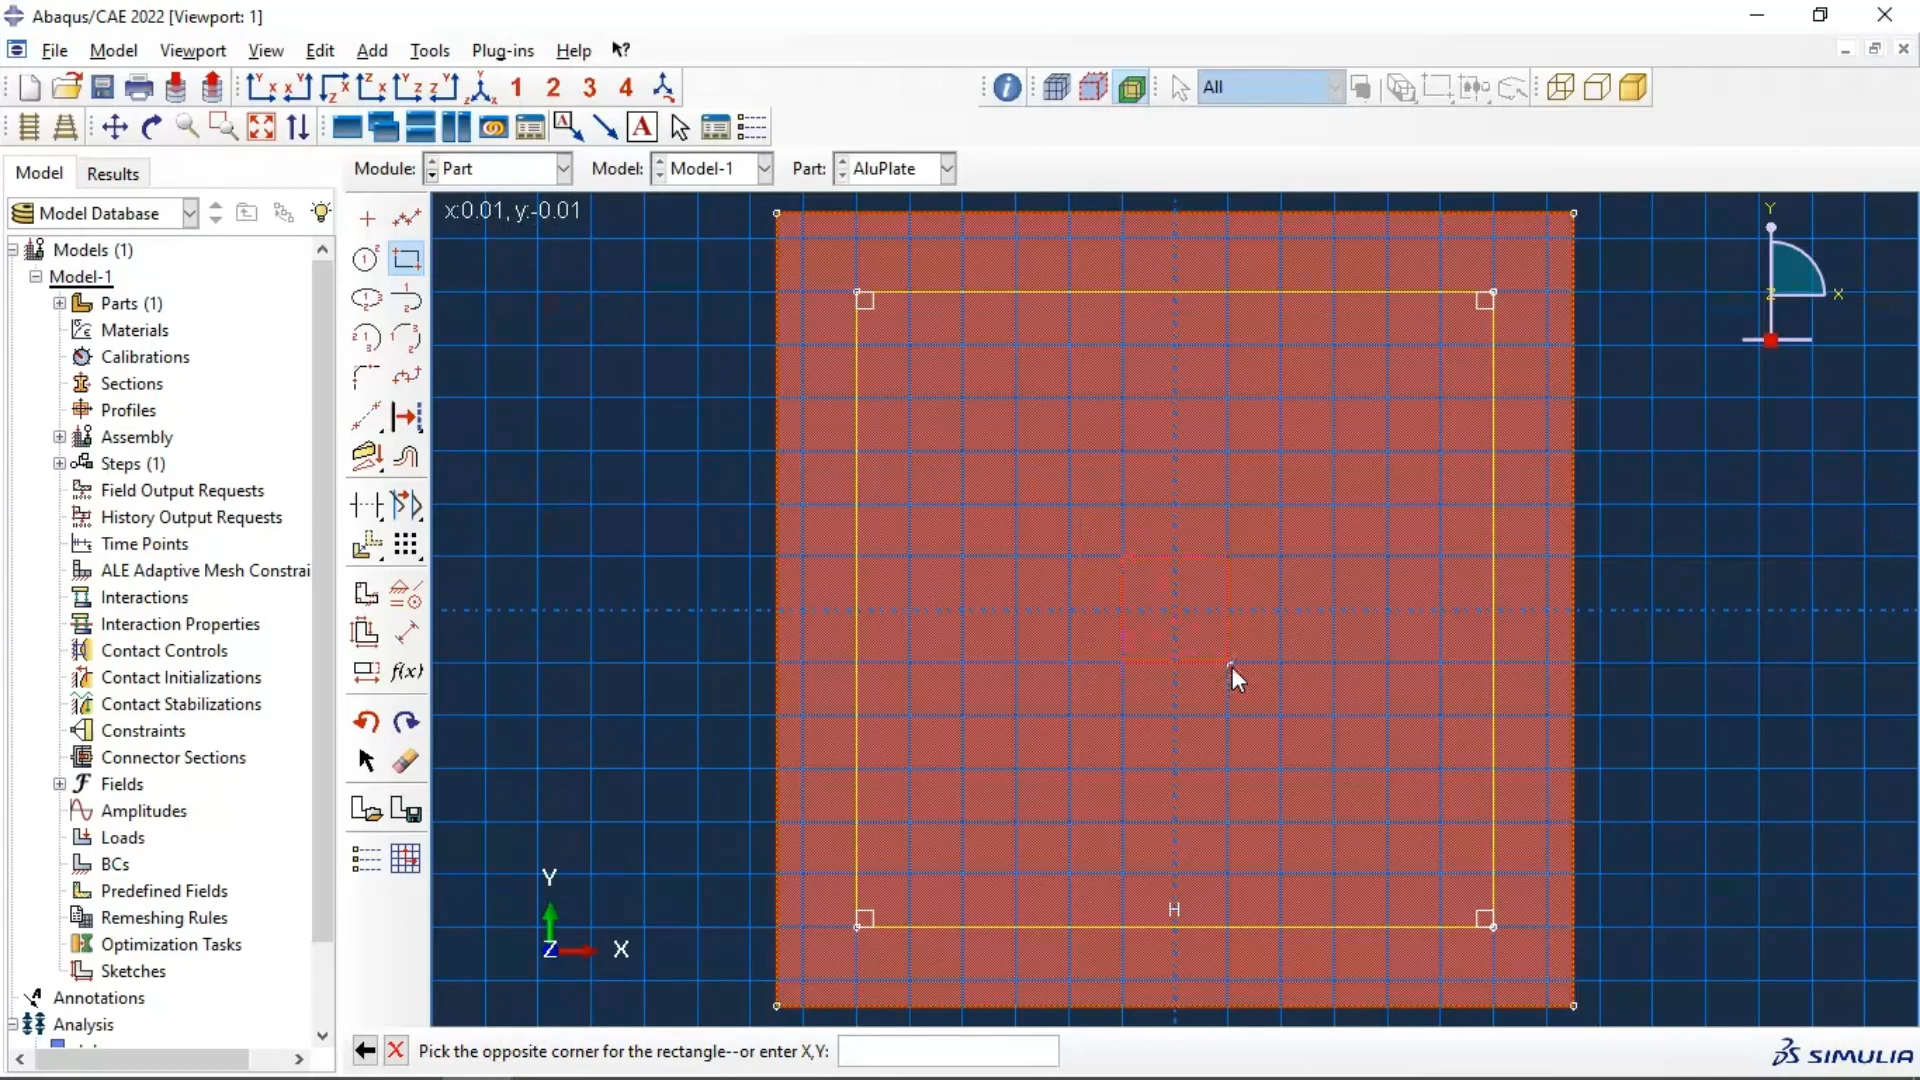 Abaqus/CAE 2022 [Viewport: 1]
File Model Viewport View Edit Add Tools Plug-ins Help
1 2 3 4
All
A
Model Results
Module: Part Model: Model-1 Part: AluPlate
Model Database
x:0.01, y:-0.01
Models (1)
Model-1
Parts (1)
Materials
Calibrations
Sections
Profiles
Assembly
Steps (1)
Field Output Requests
History Output Requests
Time Points
ALE Adaptive Mesh Constrai
Interactions
Interaction Properties
Contact Controls
Contact Initializations
Contact Stabilizations
Constraints
Connector Sections
Fields
Amplitudes
Loads
BCs
Predefined Fields
Remeshing Rules
Optimization Tasks
Sketches
Annotations
Analysis
f(x)
Y
Z X
H
Y
Z X
Pick the opposite corner for the rectangle--or enter X,Y:
SIMULIA